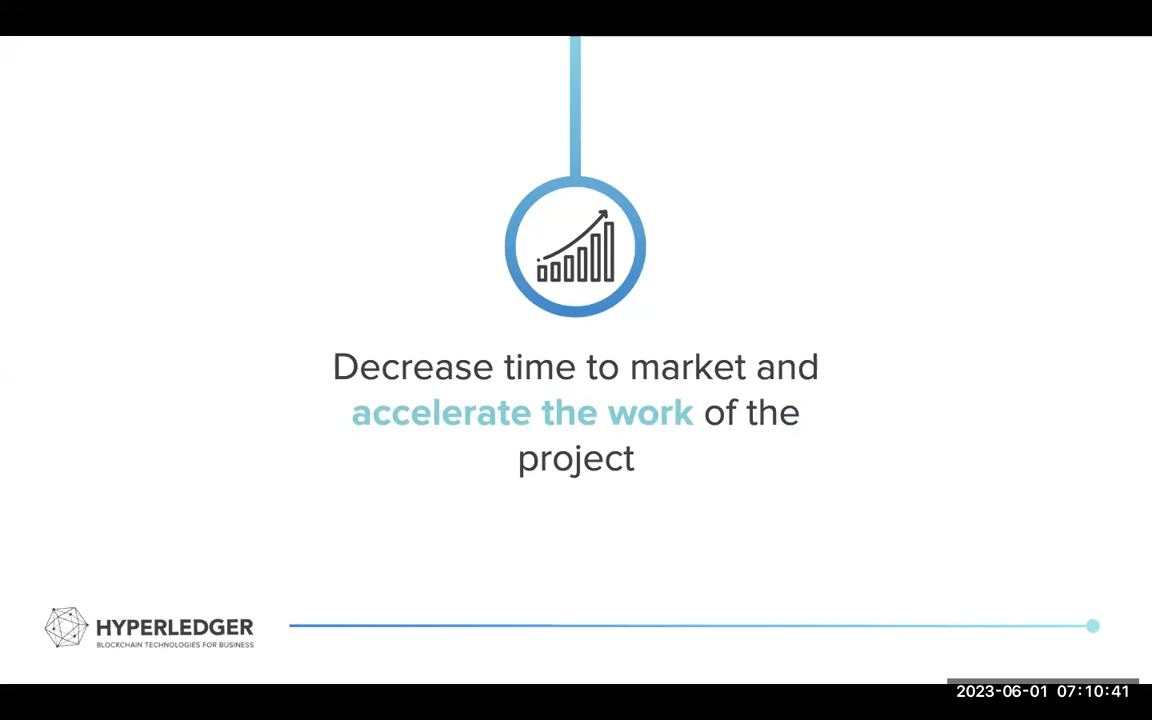 Decrease time to market and
accelerate the work of the
project
HYPERLEDGER
BLOCKCHAIN TECHNOLOGIES FOR BUSINESS
2023-06-01 07:10:41